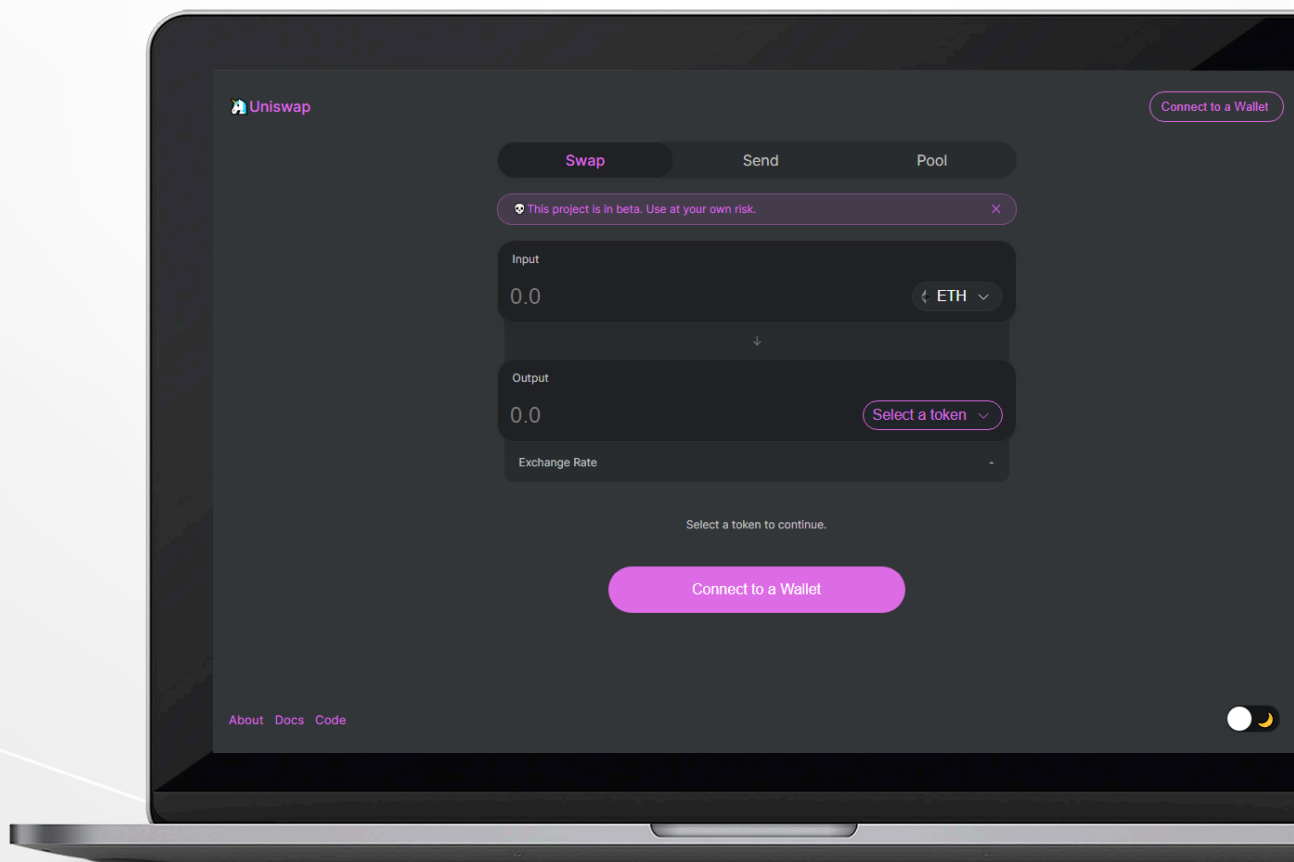 Uniswap
Connect to a Wallet
Swap Send Pool
This project is in beta. Use at your own risk.
Input
0.0 ETH
Output
0.0 Select a token
Exchange Rate -
Select a token to continue.
Connect to a Wallet
About Docs Code